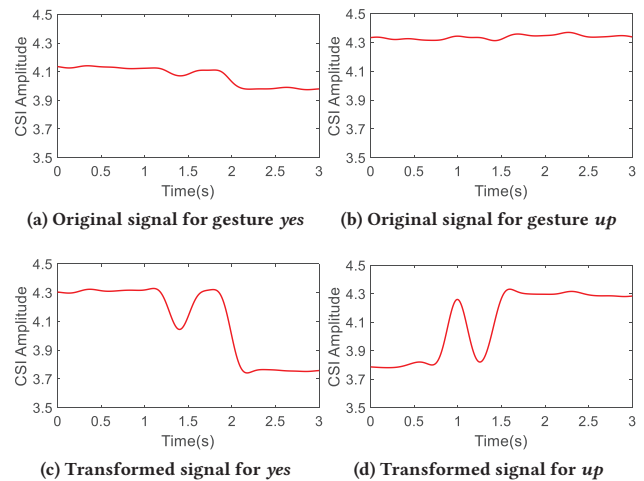 4.5
4.3
4.1
3.9
3.7
3.5
CSI Amplitude
0 0.5 1 1.5 2 2.5 3
Time(s)
(a) Original signal for gesture yes
4.5
4.3
4.1
3.9
3.7
3.5
CSI Amplitude
0 0.5 1 1.5 2 2.5 3
Time(s)
(b) Original signal for gesture up
4.5
4.3
4.1
3.9
3.7
3.5
CSI Amplitude
0 0.5 1 1.5 2 2.5 3
Time(s)
(c) Transformed signal for yes
4.5
4.3
4.1
3.9
3.7
3.5
CSI Amplitude
0 0.5 1 1.5 2 2.5 3
Time(s)
(d) Transformed signal for up